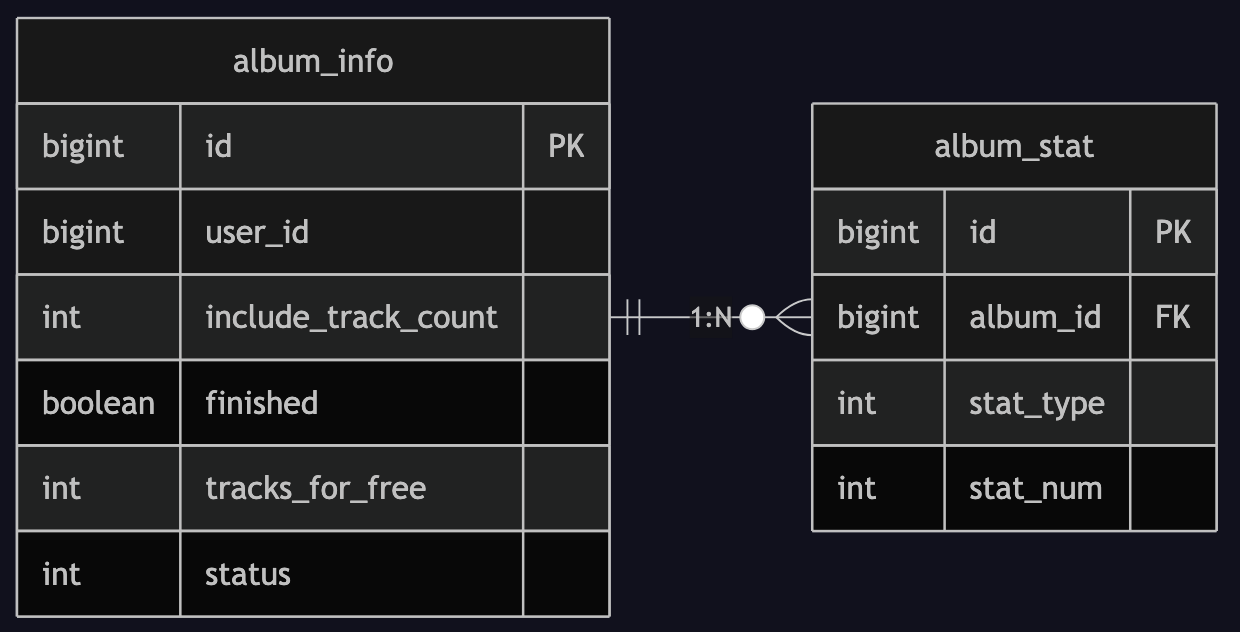 album_info
bigint id PK
bigint user_id
int include_track_count
boolean finished
int tracks_for_free
int status
1:N
album_stat
bigint id PK
bigint album_id FK
int stat_type
int stat_num